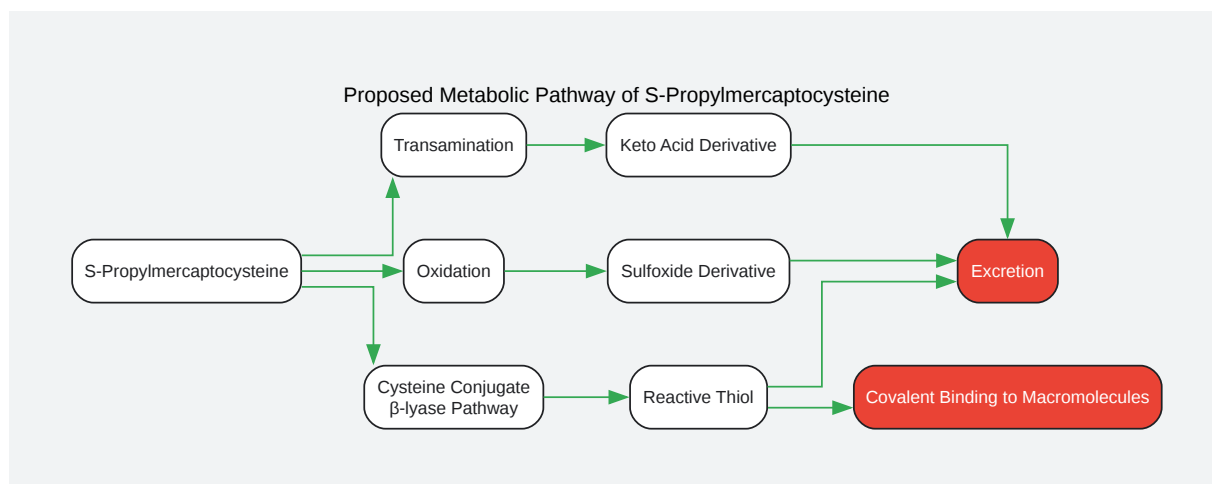 Proposed Metabolic Pathway of S-Propylmercaptocysteine
Transamination
Keto Acid Derivative
S-Propylmercaptocysteine
Oxidation
Sulfoxide Derivative
Excretion
Cysteine Conjugate
β-lyase Pathway
Reactive Thiol
Covalent Binding to Macromolecules